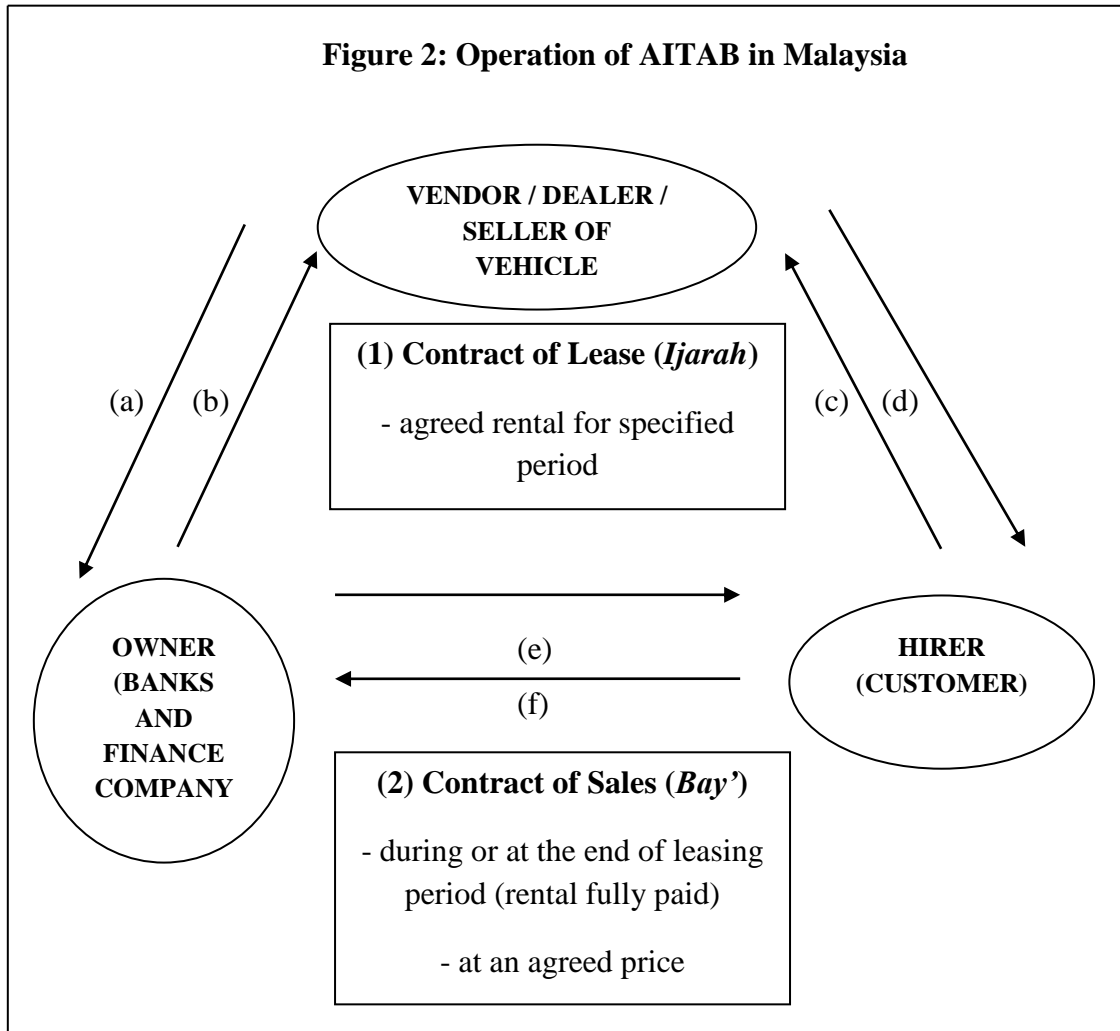 Figure 2: Operation of AITAB in Malaysia
VENDOR / DEALER /
SELLER OF
VEHICLE
(1) Contract of Lease (Ijarah)
- agreed rental for specified
period
(a)
(b)
(c)
(d)
OWNER
(BANKS
AND
FINANCE
COMPANY
(e)
(f)
HIRER
(CUSTOMER)
(2) Contract of Sales (Bay’)
- during or at the end of leasing
period (rental fully paid)
- at an agreed price